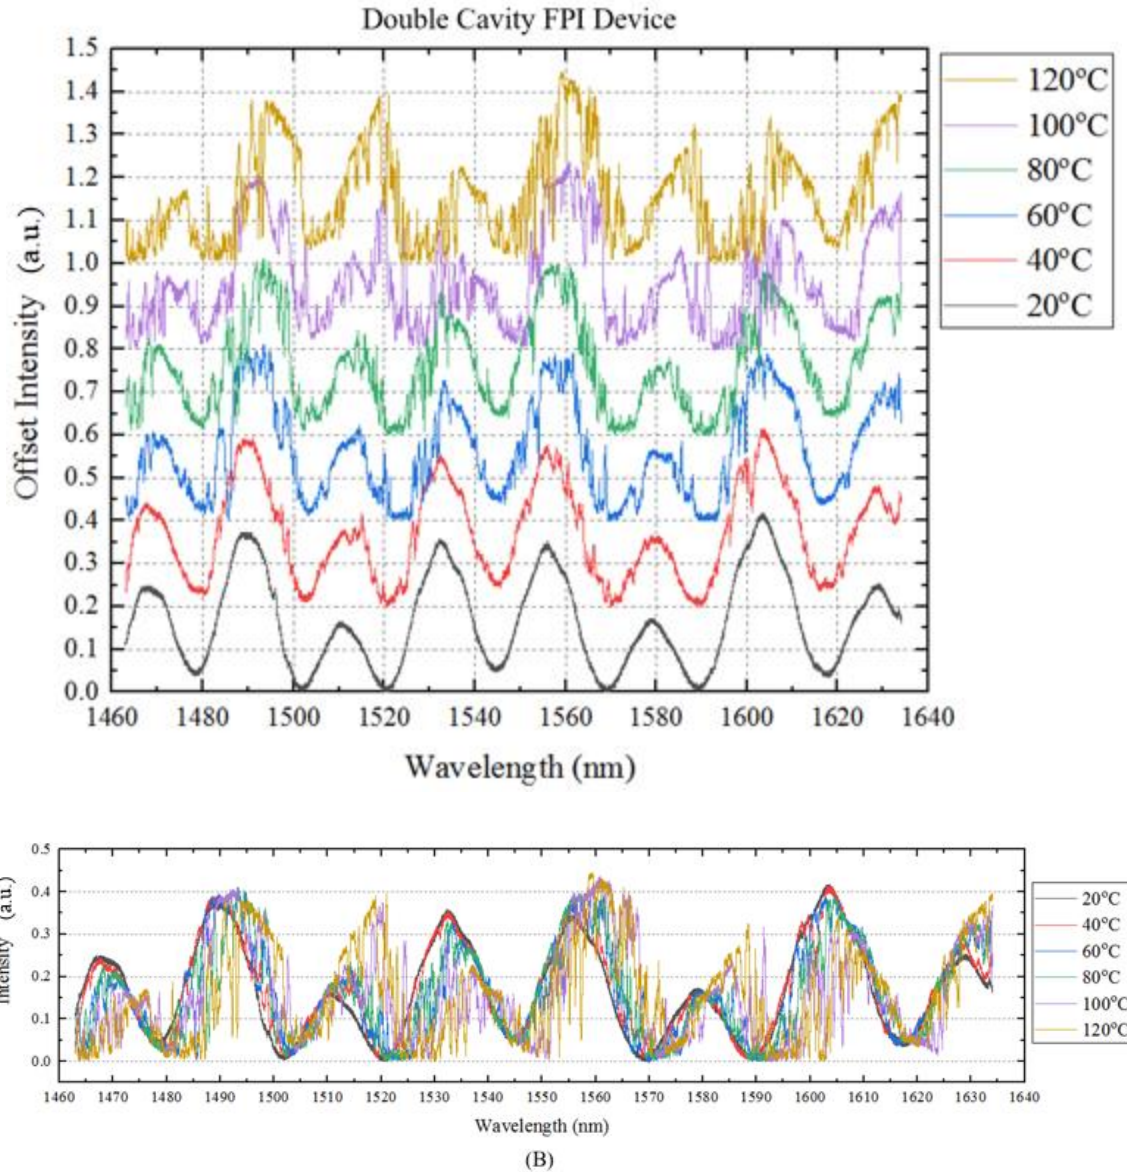 Double Cavity FPI Device
1.5
1.4
1.3
1.2
1.1
1.0
0.9
0.8
0.7
0.6
0.5
0.4
0.3
0.2
0.1
0.0
Offset Intensity (a.u.)
1460 1480 1500 1520 1540 1560 1580 1600 1620 1640
Wavelength (nm)
120°C
100°C
80°C
60°C
40°C
20°C
0.5
0.4
0.3
0.2
0.1
0.0
Intensity (a.u.)
1460 1470 1480 1490 1500 1510 1520 1530 1540 1550 1560 1570 1580 1590 1600 1610 1620 1630 1640
Wavelength (nm)
20°C
40°C
60°C
80°C
100°C
120°C
(B)